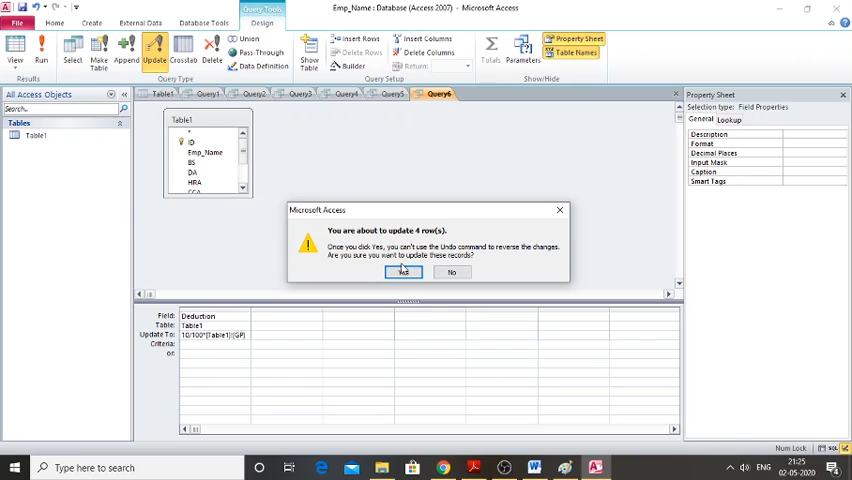 Query Tools
Emp_Name : Database (Access 2007) - Microsoft Access
File
Home
Create
External Data
Database Tools
Design
View
Run
Select
Make Table
Append
Update
Crosstab
Delete
Union
Pass-Through
Data Definition
Show Table
Insert Rows
Delete Rows
Builder
Insert Columns
Delete Columns
Return:
Totals
Parameters
Property Sheet
Table Names
Results
Query Type
Query Setup
Show/Hide
All Access Objects
Search...
Tables
Table1
Table1
Query1
Query2
Query3
Query4
Query5
Query6
Table1
*
ID
Emp_Name
BS
DA
HRA
CCA
Microsoft Access
You are about to update 4 row(s).
Once you click Yes, you can't use the Undo command to reverse the changes.
Are you sure you want to update these records?
Yes
No
Field: Deduction
Table: Table1
Update To: 10/100*[Table1]![GP]
Criteria:
or:
Property Sheet
Selection type: Field Properties
General
Lookup
Description
Format
Decimal Places
Input Mask
Caption
Smart Tags
Num Lock
SQL
Type here to search
ENG
21:25
02-05-2020
4